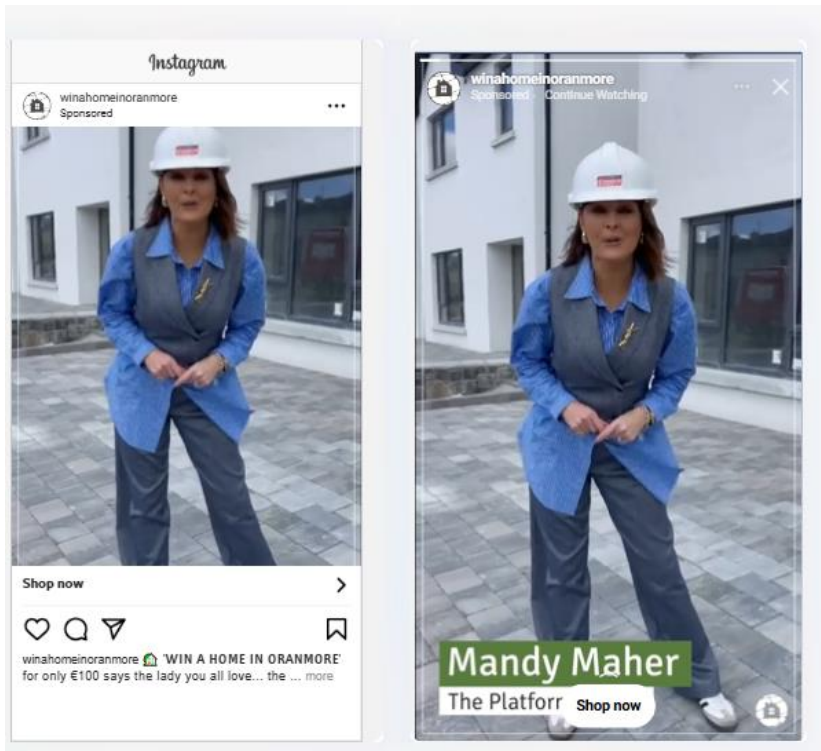 Instagram
winahomeinoranmore
Sponsored
Shop now
winahomeinoranmore 🏠 'WIN A HOME IN ORANMORE'
for only €100 says the lady you all love... the ... more
winahomeinoranmore
Sponsored · Continue Watching
Mandy Maher
The Platforr
Shop now